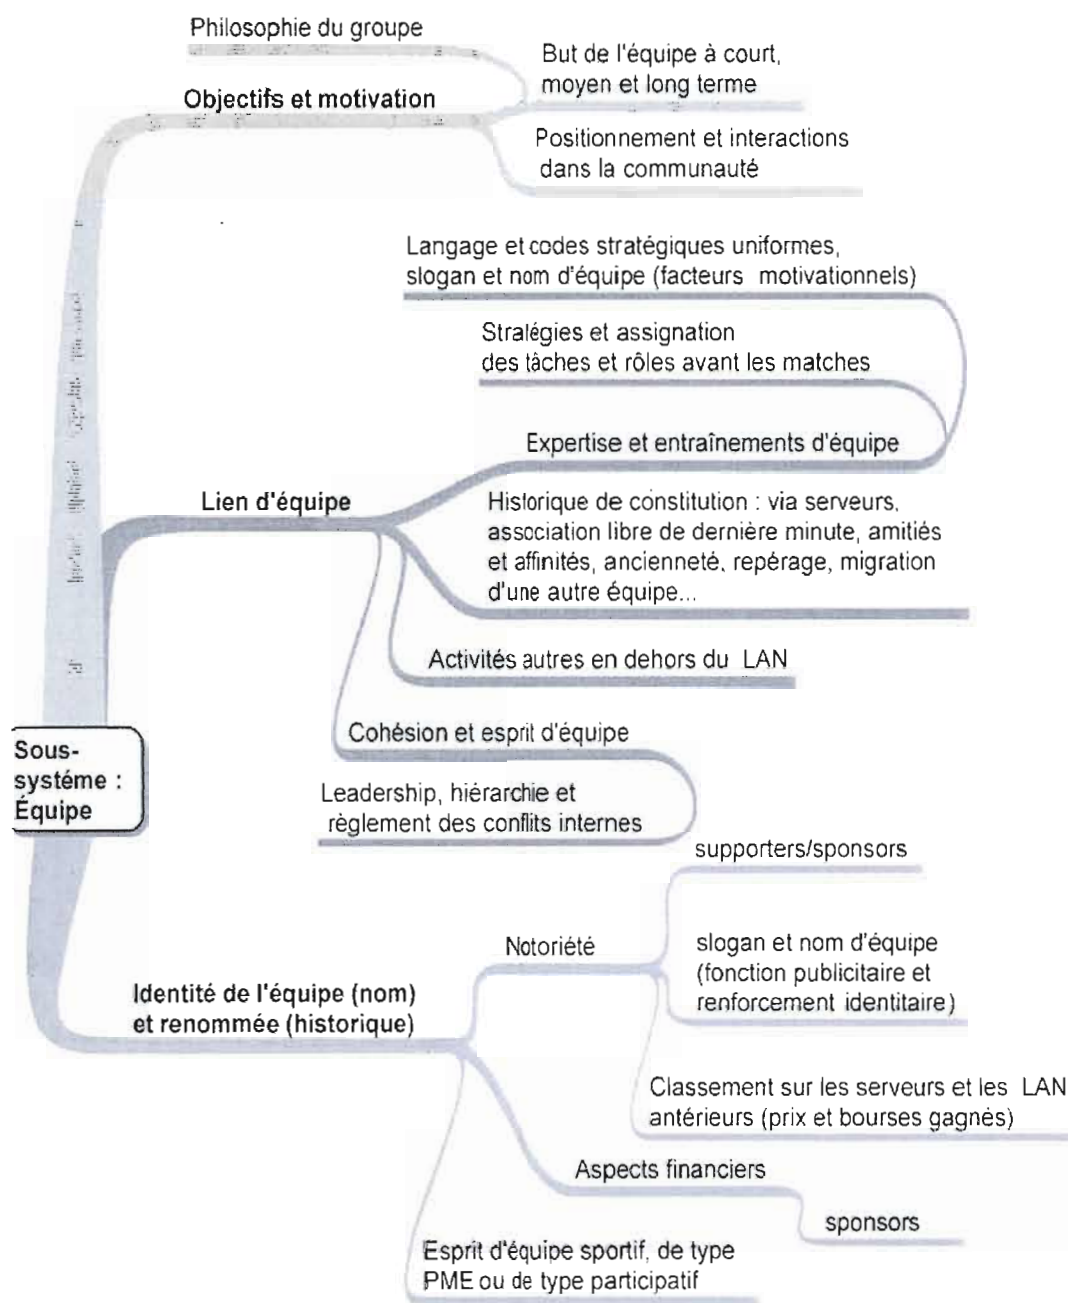 Philosophie du groupe
But de l'équipe à court,
moyen et long terme
Objectifs et motivation
Positionnement et interactions
dans la communauté
Langage et codes stratégiques uniformes,
slogan et nom d'équipe (facteurs motivationnels)
Stratégies et assignation
des tâches et rôles avant les matches
Expertise et entraînements d'équipe
Lien d'équipe
Historique de constitution : via serveurs,
association libre de dernière minute, amitiés
et affinités, ancienneté, repérage, migration
d'une autre équipe...
Activités autres en dehors du LAN
Cohésion et esprit d'équipe
Sous-
systéme :
Équipe
Leadership, hiérarchie et
règlement des conflits internes
supporters/sponsors
Notoriété
slogan et nom d'équipe
(fonction publicitaire et
renforcement identitaire)
Identité de l'équipe (nom)
et renommée (historique)
Classement sur les serveurs et les LAN
antérieurs (prix et bourses gagnés)
Aspects financiers
sponsors
Esprit d'équipe sportif, de type
PME ou de type participatif